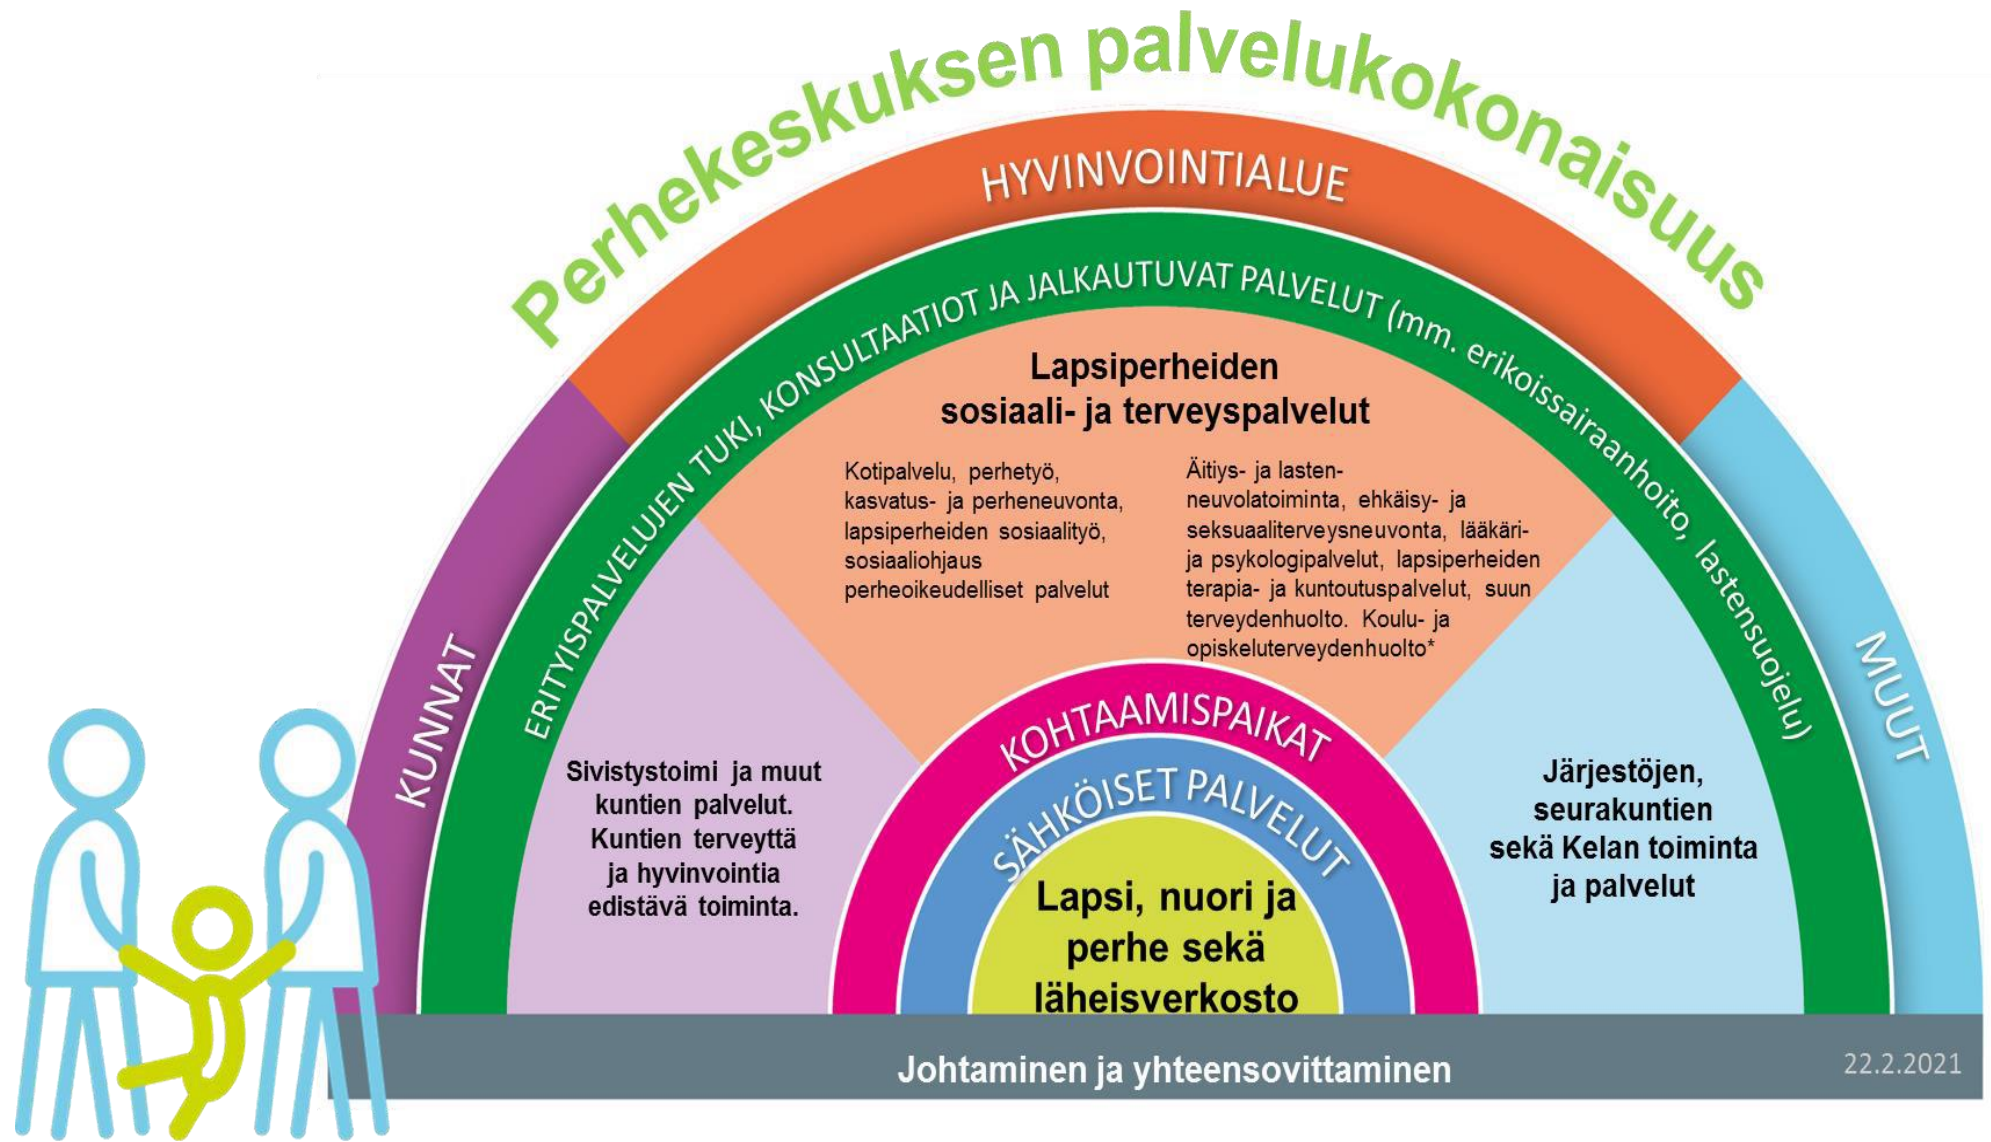 Perhekeskuksen palvelukokonaisuus
HYVINVOINTIALUE
KUNNAT
MUUT
ERITYISPALVELUJEN TUKI, KONSULTAATIOT JA JALKAUTUVAT PALVELUT (mm. erikoissairaanhoito, lastensuojelu)
Lapsiperheiden
sosiaali- ja terveyspalvelut
Kotipalvelu, perhetyö,
kasvatus- ja perheneuvonta,
lapsiperheiden sosiaalityö,
sosiaaliohjaus
perheoikeudelliset palvelut
Äitiys- ja lasten-
neuvolatoiminta, ehkäisy- ja
seksuaaliterveysneuvonta, lääkäri-
ja psykologipalvelut, lapsiperheiden
terapia- ja kuntoutuspalvelut, suun
terveydenhuolto. Koulu- ja
opiskeluterveydenhuolto*
Sivistystoimi ja muut
kuntien palvelut.
Kuntien terveyttä
ja hyvinvointia
edistävä toiminta.
Järjestöjen,
seurakuntien
sekä Kelan toiminta
ja palvelut
KOHTAAMISPAIKAT
SÄHKÖISET PALVELUT
Lapsi, nuori ja
perhe sekä
läheisverkosto
Johtaminen ja yhteensovittaminen
22.2.2021